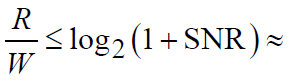 R/W ≤ log₂(1 + SNR) ≈